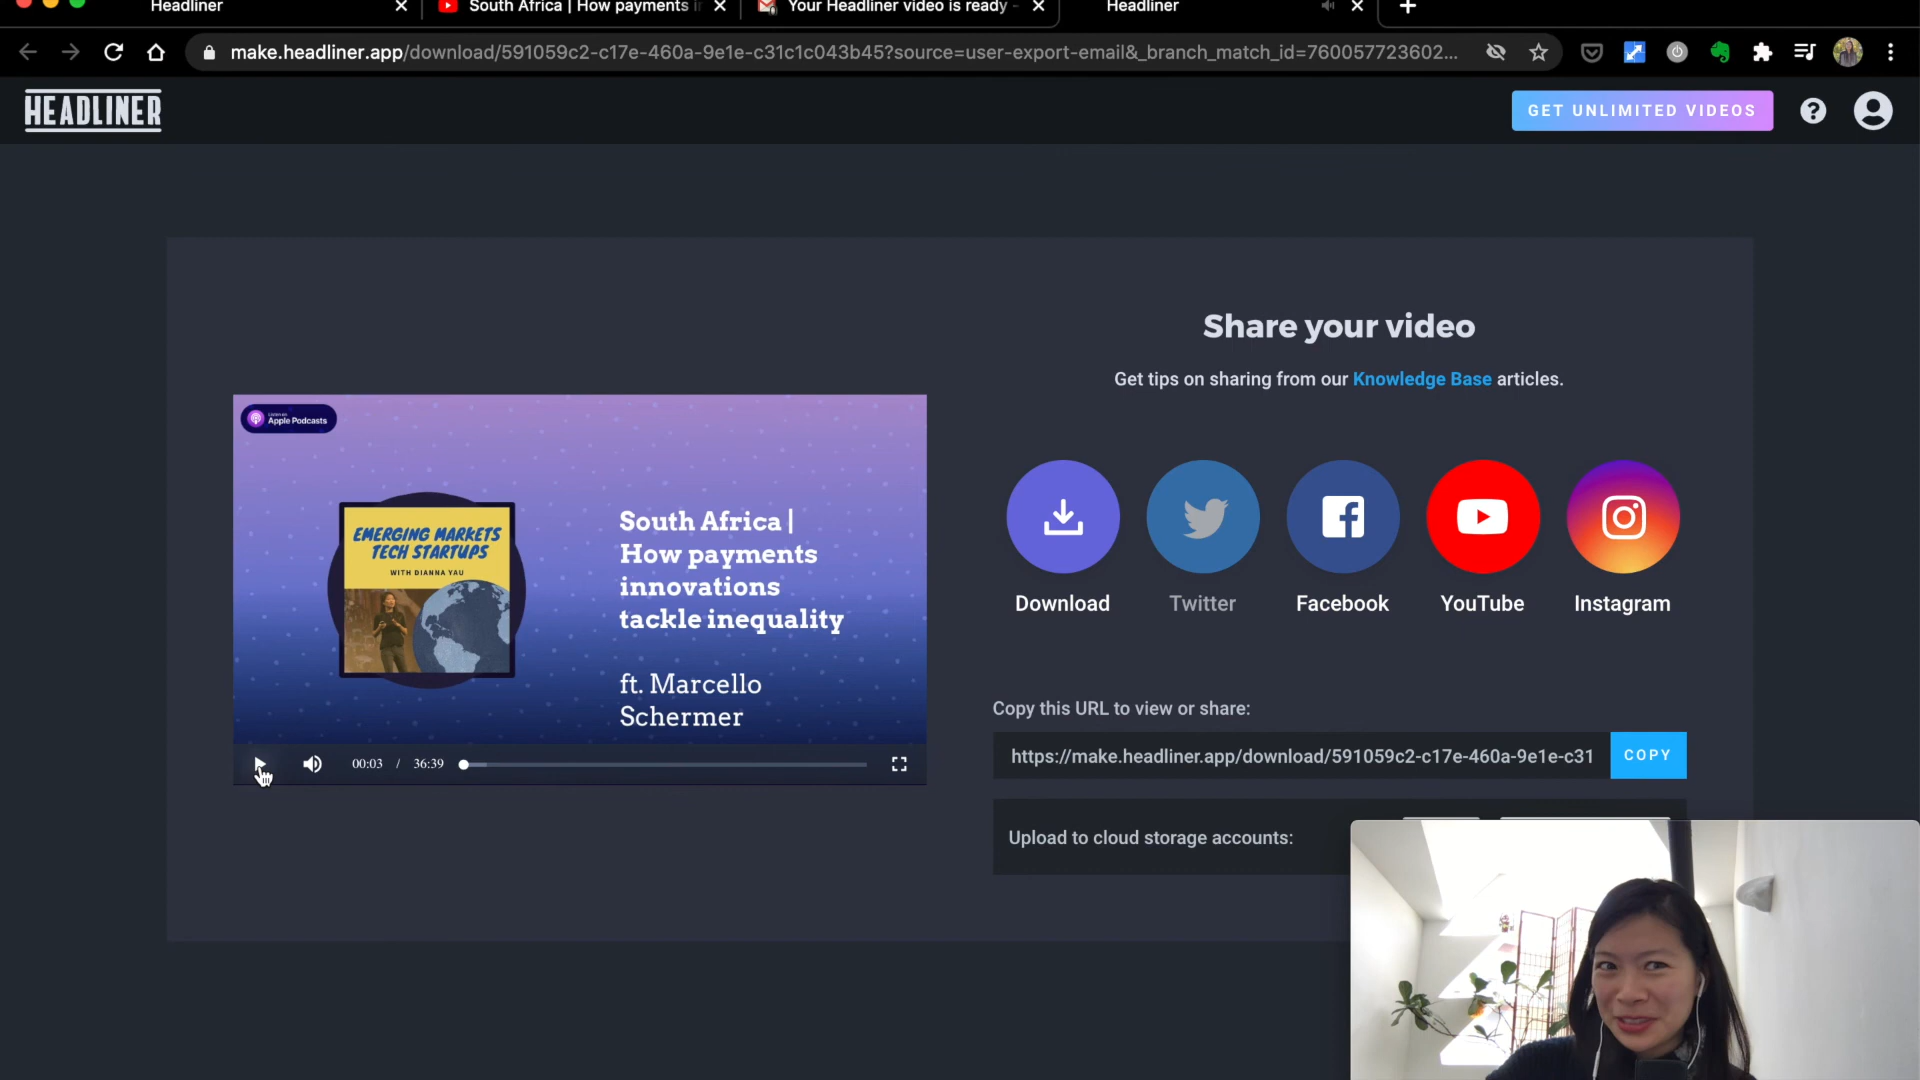 Headliner
South Africa | How payments i
Your Headliner video is ready -
Headliner
make.headliner.app/download/591059c2-c17e-460a-9e1e-c31c1c043b45?source=user-export-email&_branch_match_id=760057723602...
HEADLINER
GET UNLIMITED VIDEOS
?
Share your video
Get tips on sharing from our Knowledge Base articles.
Listen on
Apple Podcasts
EMERGING MARKETS
TECH STARTUPS
WITH DIANNA YAU
South Africa |
How payments
innovations
tackle inequality
ft. Marcello
Schermer
00:03 / 36:39
Download
Twitter
Facebook
YouTube
Instagram
Copy this URL to view or share:
https://make.headliner.app/download/591059c2-c17e-460a-9e1e-c31
COPY
Upload to cloud storage accounts: